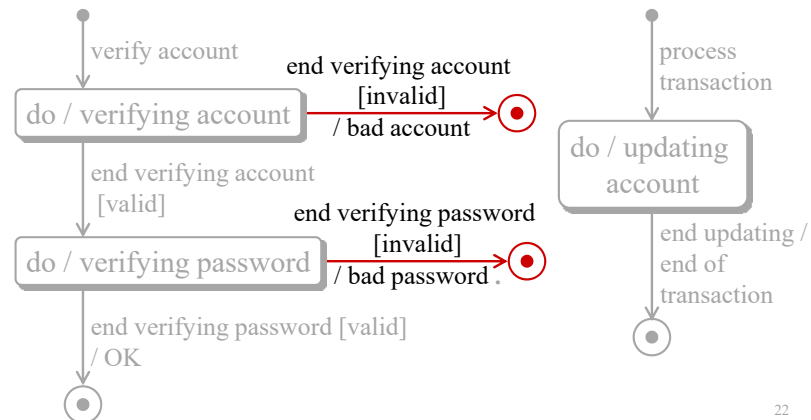 verify account
end verifying account
[invalid]
/ bad account
do / verifying account
end verifying account
[valid]
end verifying password
[invalid]
/ bad password .
do / verifying password
end verifying password [valid]
/ OK
process
transaction
do / updating
account
end updating /
end of
transaction
22